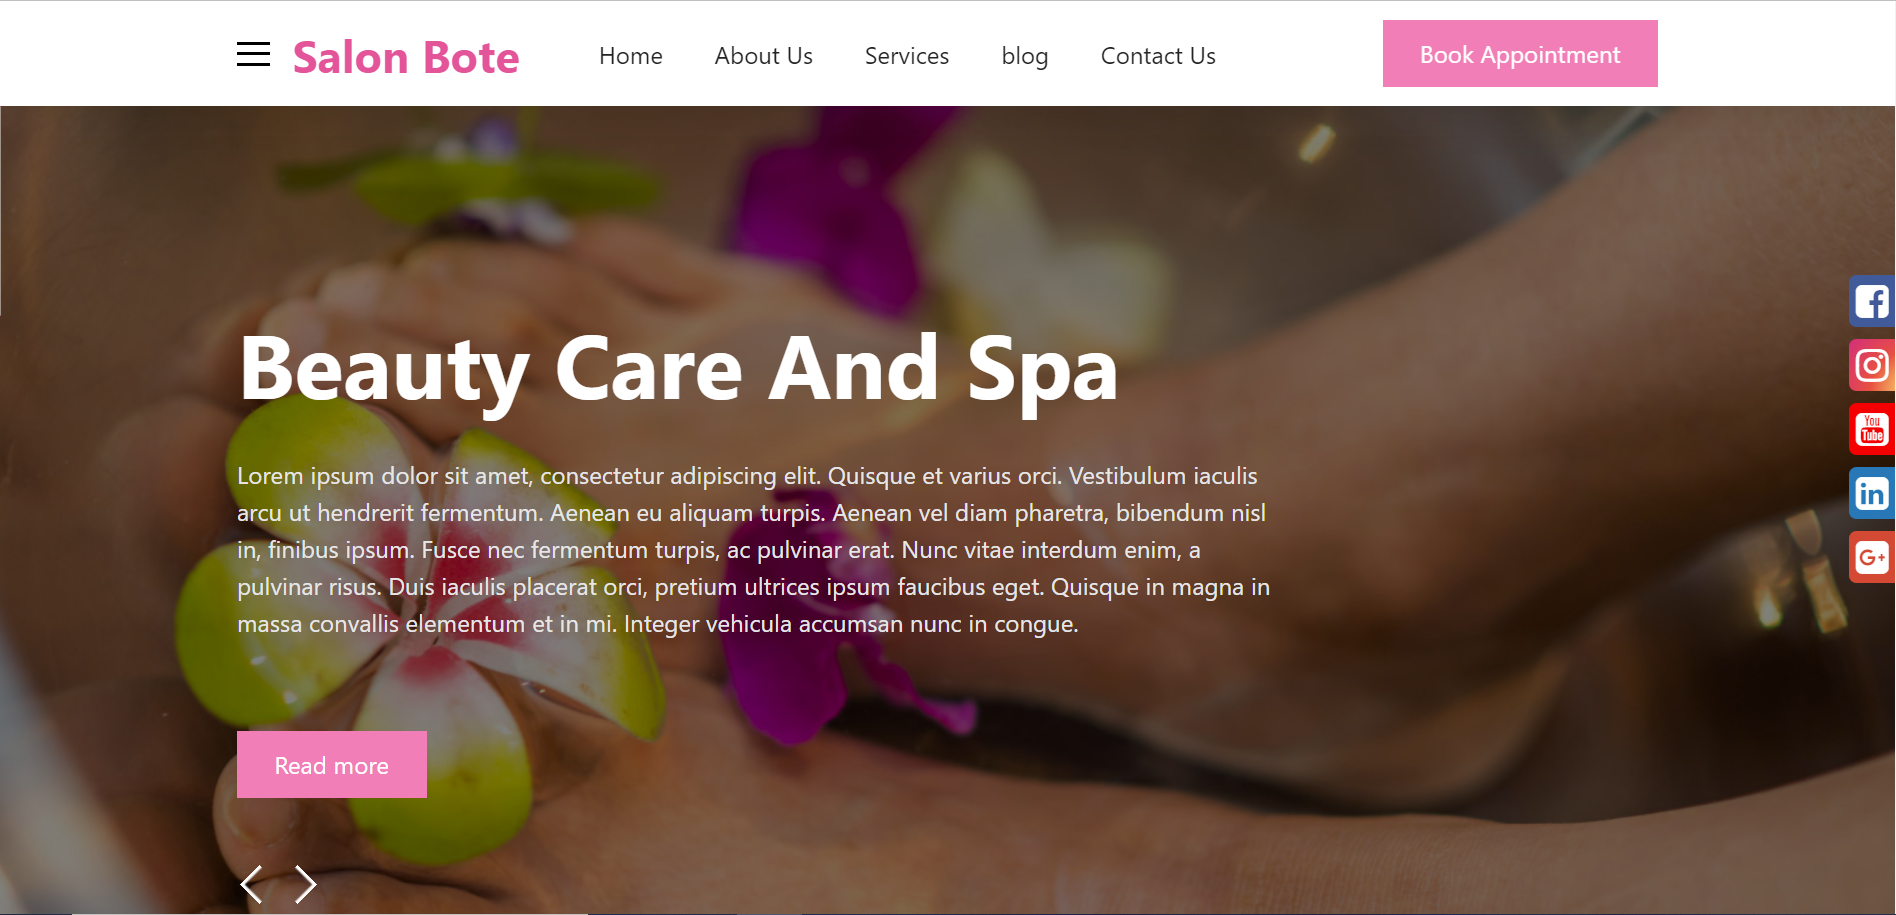 Salon Bote
Home
About Us
Services
blog
Contact Us
Book Appointment
Beauty Care And Spa
Lorem ipsum dolor sit amet, consectetur adipiscing elit. Quisque et varius orci. Vestibulum iaculis
arcu ut hendrerit fermentum. Aenean eu aliquam turpis. Aenean vel diam pharetra, bibendum nisl
in, finibus ipsum. Fusce nec fermentum turpis, ac pulvinar erat. Nunc vitae interdum enim, a
pulvinar risus. Duis iaculis placerat orci, pretium ultrices ipsum faucibus eget. Quisque in magna in
massa convallis elementum et in mi. Integer vehicula accumsan nunc in congue.
Read more
You
Tube
in
G+